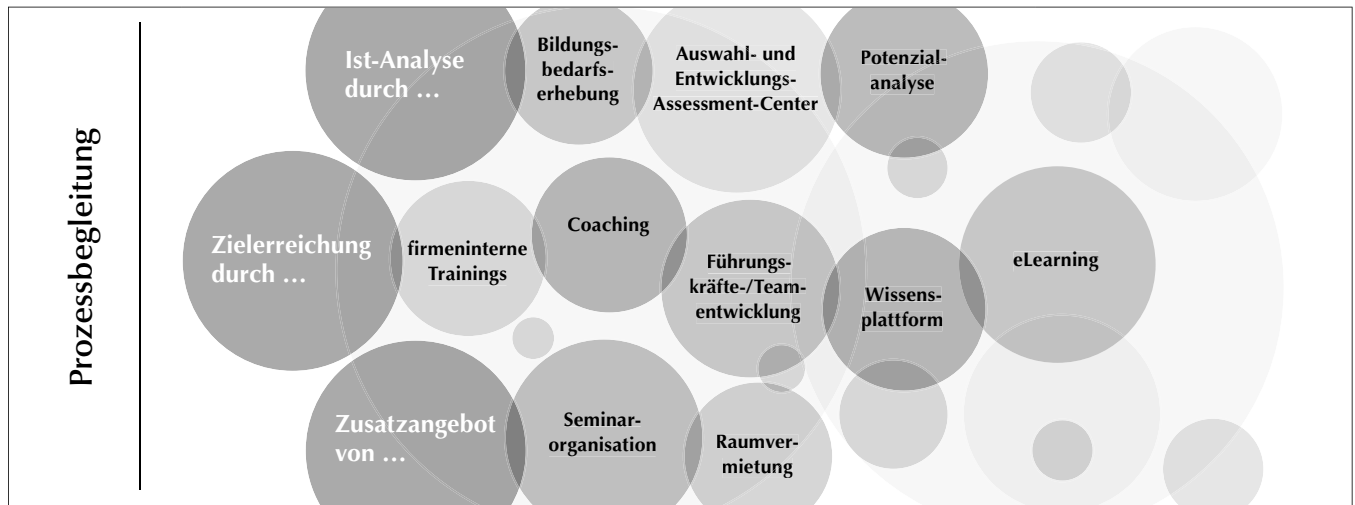 Prozessbegleitung
Ist-Analyse
durch …
Bildungs-
bedarfs-
erhebung
Auswahl- und
Entwicklungs-
Assessment-Center
Potenzial-
analyse
Zielerreichung
durch …
firmeninterne
Trainings
Coaching
Führungs-
kräfte-/Team-
entwicklung
Wissens-
plattform
eLearning
Zusatzangebot
von …
Seminar-
organisation
Raumver-
mietung